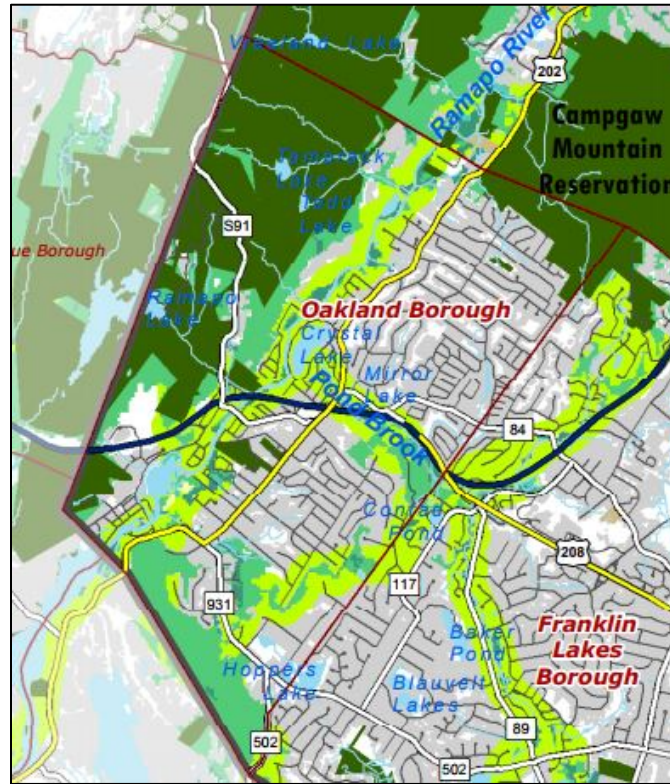 Vreeland Lake
Ramapo River
202
Campgaw
Mountain
Reservation
Tamarack
Lake
Todd
Lake
S91
ue Borough
Ramapo
Lake
Oakland Borough
Crystal
Lake
Mirror
Lake
Pond Brook
84
Pond
208
117
931
Franklin
Lakes
Borough
Baker
Pond
Hoppers
Lake
Blauvelt
Lakes
89
502
502